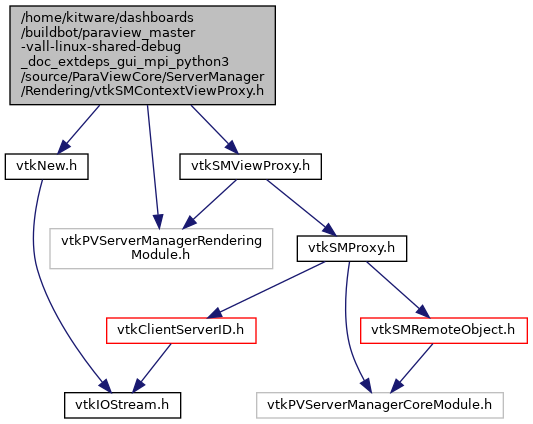 /home/kitware/dashboards
/buildbot/paraview_master
-vall-linux-shared-debug
_doc_extdeps_gui_mpi_python3
/source/ParaViewCore/ServerManager
/Rendering/vtkSMContextViewProxy.h
vtkNew.h
vtkSMViewProxy.h
vtkPVServerManagerRendering
Module.h
vtkSMProxy.h
vtkClientServerID.h
vtkSMRemoteObject.h
vtkIOStream.h
vtkPVServerManagerCoreModule.h